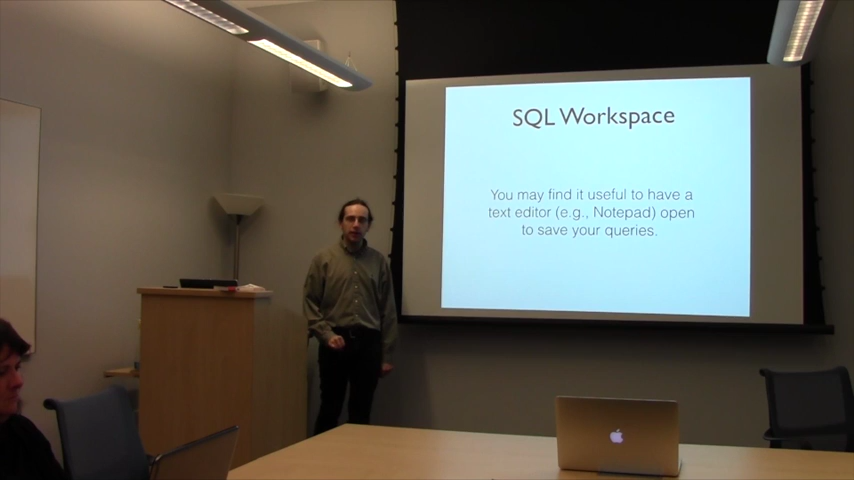 SQL Workspace
You may find it useful to have a
text editor (e.g., Notepad) open
to save your queries.